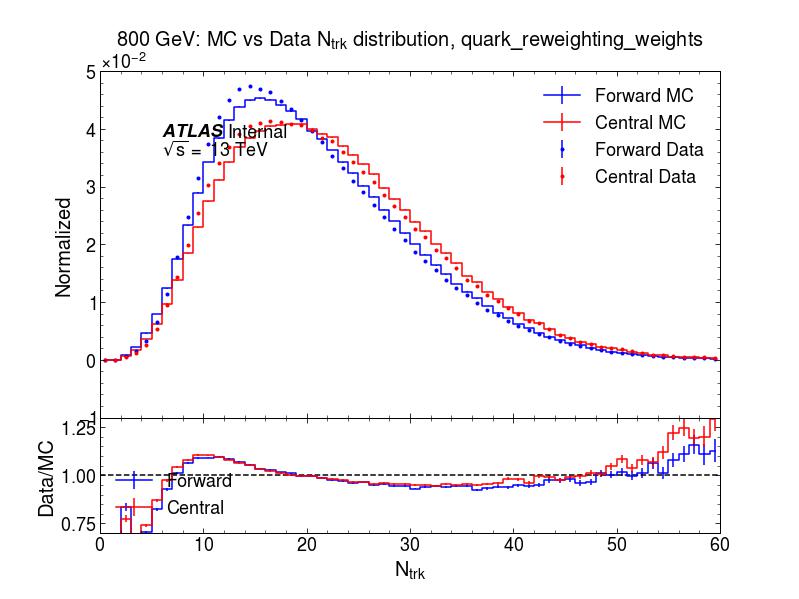 800 GeV: MC vs Data N_trk distribution, quark_reweighting_weights
×10⁻²
5
4
3
2
1
0
−1
Normalized
ATLAS Internal
√s = 13 TeV
Forward MC
Central MC
Forward Data
Central Data
1.25
1.00
0.75
Data/MC
Forward
Central
0 10 20 30 40 50 60
N_trk